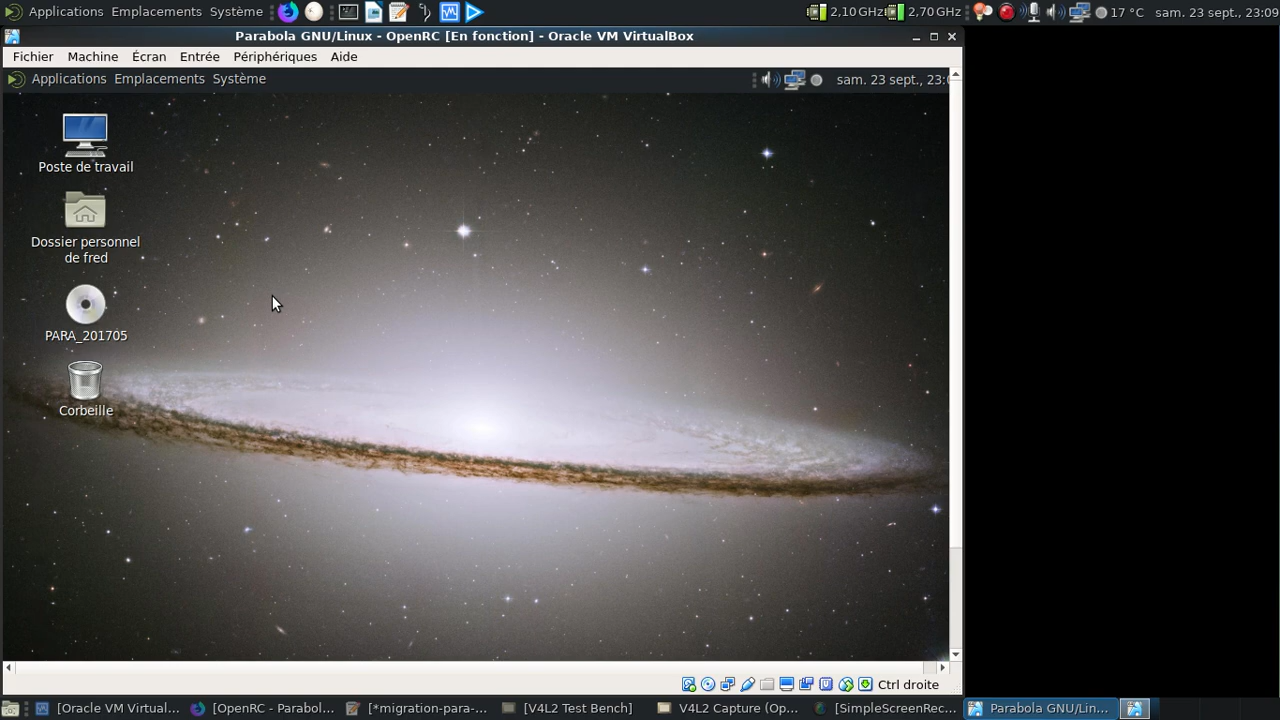 Applications Emplacements Système 2,10 GHz 2,70 GHz 17 °C sam. 23 sept., 23:09
Parabola GNU/Linux - OpenRC [En fonction] - Oracle VM VirtualBox
Fichier Machine Écran Entrée Périphériques Aide
Applications Emplacements Système sam. 23 sept., 23:0
Poste de travail
Dossier personnel
de fred
PARA_201705
Corbeille
Ctrl droite
[Oracle VM Virtual... [OpenRC - Parabol... [*migration-para-... [V4L2 Test Bench] V4L2 Capture (Op... [SimpleScreenRec... Parabola GNU/Lin...